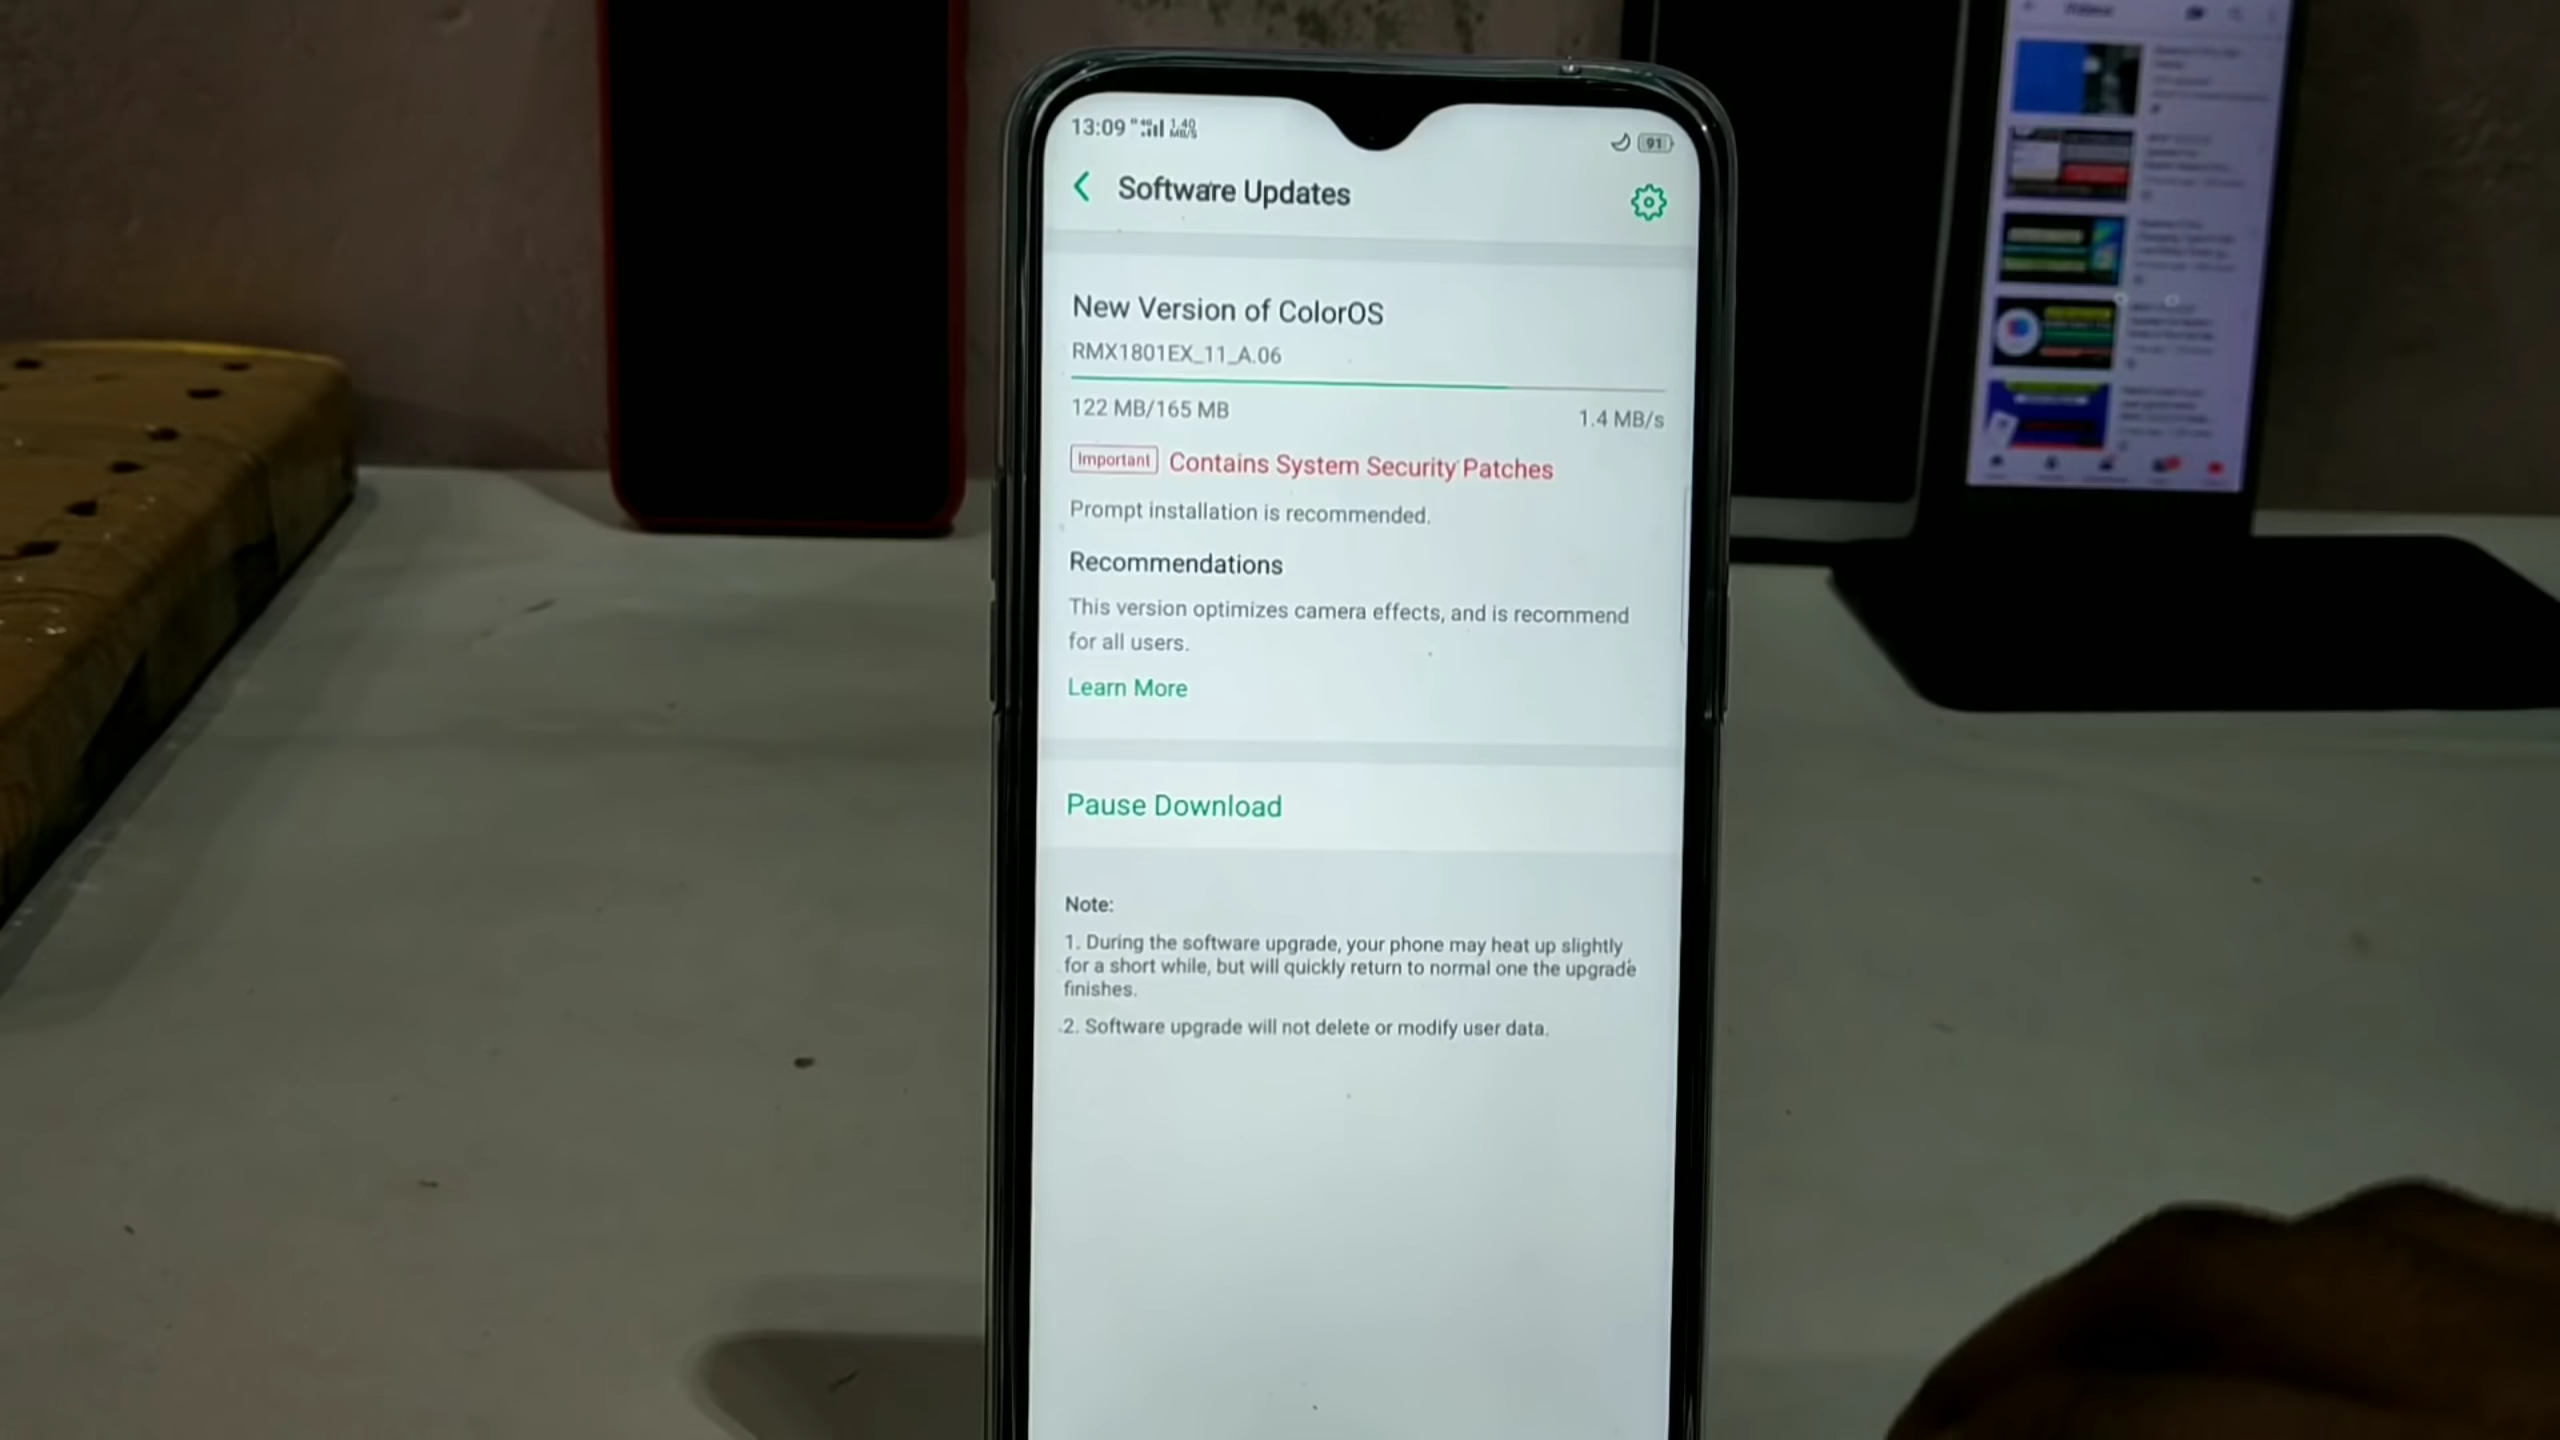 13:09 1.40 MB/S 91
Software Updates
New Version of ColorOS
RMX1801EX_11_A.06
122 MB/165 MB 1.4 MB/s
Important Contains System Security Patches
Prompt installation is recommended.
Recommendations
This version optimizes camera effects, and is recommend
for all users.
Learn More
Pause Download
Note:
1. During the software upgrade, your phone may heat up slightly
for a short while, but will quickly return to normal one the upgrade
finishes.
2. Software upgrade will not delete or modify user data.